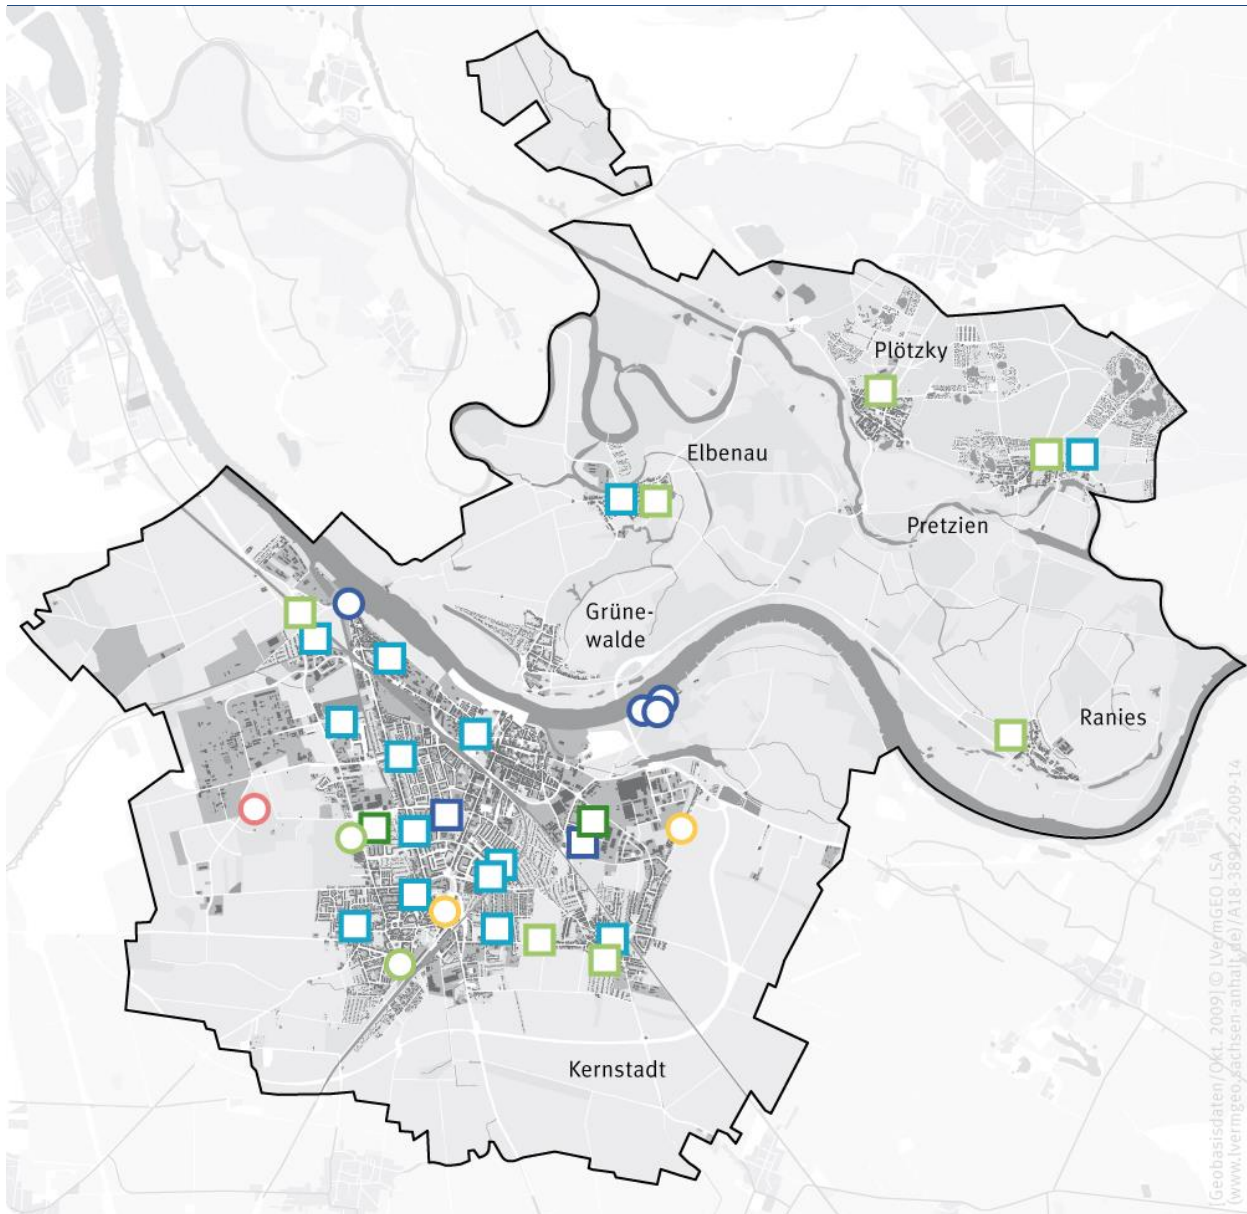 Plötzky
Elbenau
Pretzien
Grüne-
walde
Ranies
Kernstadt
[Geobasisdaten/Okt. 2009] © LVermGEO LSA
(www.lvermgeo.sachsen-anhalt.de)/A18-38912-2009-14